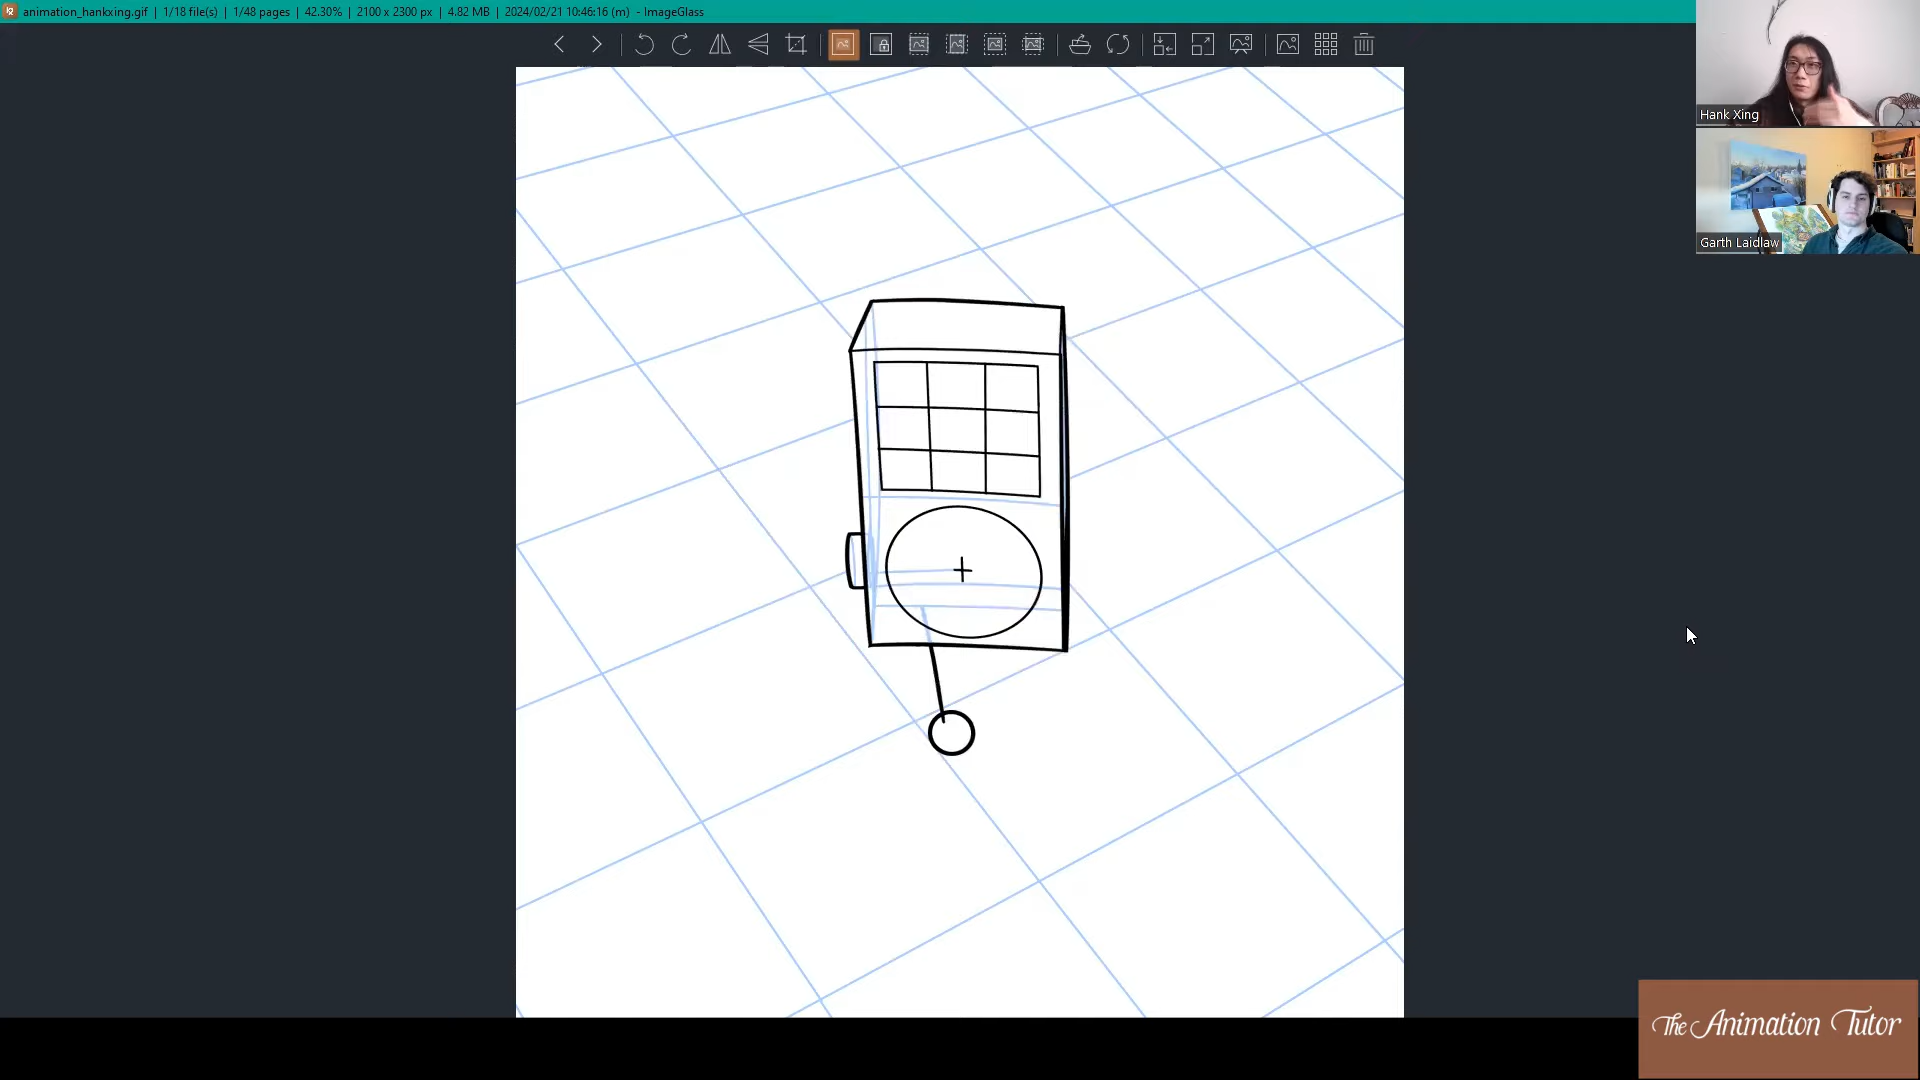 animation_hankxing.gif | 1/18 file(s) | 1/48 pages | 42.30% | 2100 x 2300 px | 4.82 MB | 2024/02/21 10:46:16 (m) - ImageGlass
Hank Xing
Garth Laidlaw
The Animation Tutor